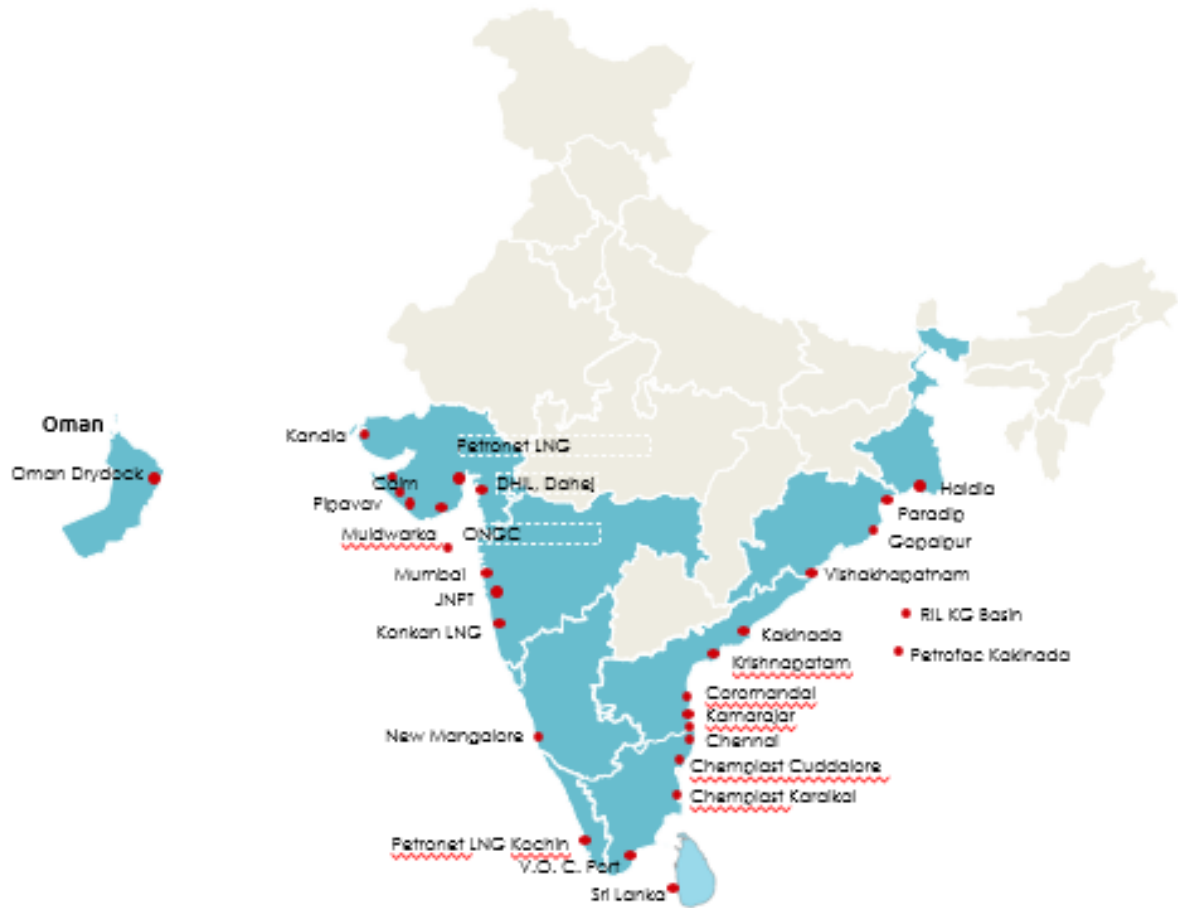 Oman
Oman Drydock
Kandla
Petronet LNG
Cairn
DHIL, Dahej
Pipavav
Muldwarka
ONGC
Mumbai
JNPT
Konkan LNG
New Mangalore
Petronet LNG Kochin
V.O. C. Port
Sri Lanka
Haldia
Paradip
Gopalpur
Vishakhapatnam
RIL KG Basin
Kakinada
Petrofac Kakinada
Krishnapatam
Coromandal
Kamarajar
Chennai
Chemplast Cuddalore
Chemplast Karaikal